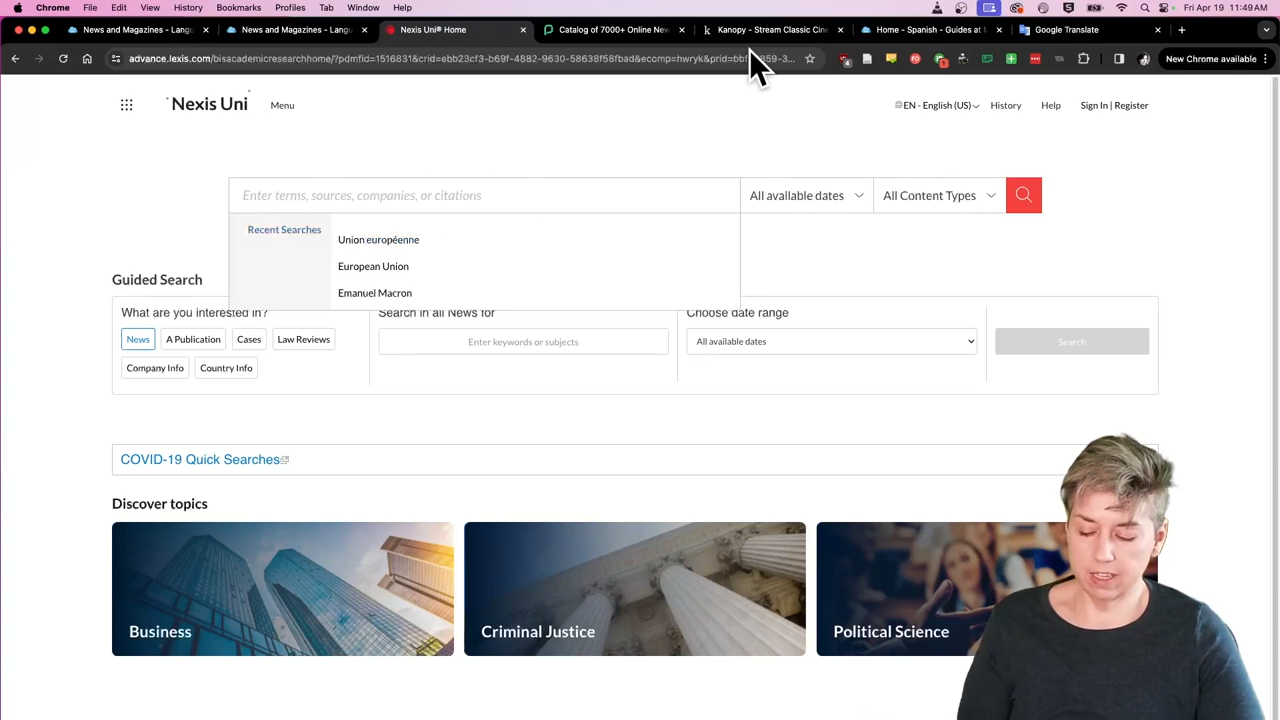 Chrome File Edit View History Bookmarks Profiles Tab Window Help Fri Apr 19 11:49 AM
News and Magazines - Langu × News and Magazines - Langu × Nexis Uni® Home × Catalog of 7000+ Online New × Kanopy - Stream Classic Cine × Home - Spanish - Guides at × Google Translate ×
advance.lexis.com/bisacademicresearchhome/?pdmfid=1516831&crid=ebb23cf3-b69f-4882-9630-58638f58fbad&ecomp=hwryk&prid=
New Chrome available
Nexis Uni Menu EN - English (US) History Help Sign In | Register
Enter terms, sources, companies, or citations All available dates All Content Types
Recent Searches
Union européenne
European Union
Emanuel Macron
Guided Search
What are you interested in? Search in all News for Choose date range
News A Publication Cases Law Reviews Enter keywords or subjects All available dates Search
Company Info Country Info
COVID-19 Quick Searches
Discover topics
Business Criminal Justice Political Science